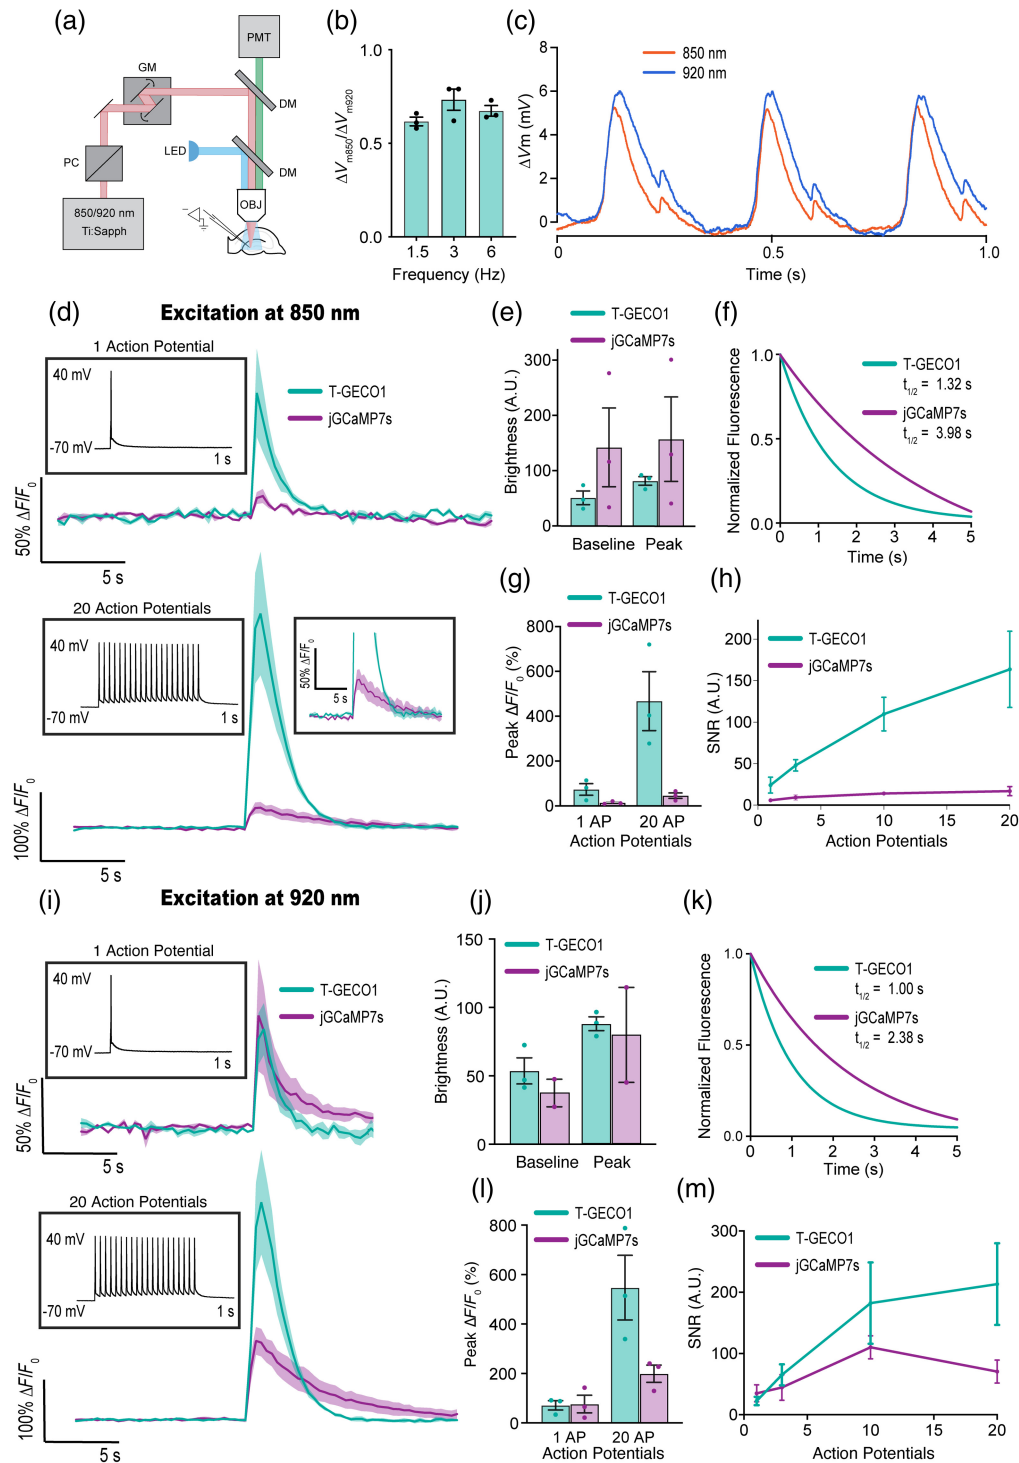 (a)
PMT
GM
DM
PC
LED
DM
OBJ
850/920 nm
Ti:Sapph
(b)
ΔVm850/ΔVm920
1.0
0.5
0.0
1.5 3 6
Frequency (Hz)
(c)
850 nm
920 nm
ΔVm (mV)
8
6
4
2
0
0 0.5 1.0
Time (s)
(d)
Excitation at 850 nm
1 Action Potential
40 mV
-70 mV
1 s
T-GECO1
jGCaMP7s
50% ΔF/F0
5 s
20 Action Potentials
40 mV
-70 mV
1 s
50% ΔF/F0
5 s
100% ΔF/F0
5 s
(e)
T-GECO1
jGCaMP7s
Brightness (A.U.)
300
200
100
0
Baseline Peak
(f)
Normalized Fluorescence
1.0
0.5
0.0
T-GECO1
t1/2 = 1.32 s
jGCaMP7s
t1/2 = 3.98 s
0 1 2 3 4 5
Time (s)
(g)
T-GECO1
jGCaMP7s
Peak ΔF/F0 (%)
800
600
400
200
0
1 AP 20 AP
Action Potentials
(h)
T-GECO1
jGCaMP7s
SNR (A.U.)
200
150
100
50
0
0 5 10 15 20
Action Potentials
(i)
Excitation at 920 nm
1 Action Potential
40 mV
-70 mV
1 s
T-GECO1
jGCaMP7s
50% ΔF/F0
5 s
20 Action Potentials
40 mV
-70 mV
1 s
100% ΔF/F0
5 s
(j)
T-GECO1
jGCaMP7s
Brightness (A.U.)
150
100
50
0
Baseline Peak
(k)
Normalized Fluorescence
1.0
0.5
0.0
T-GECO1
t1/2 = 1.00 s
jGCaMP7s
t1/2 = 2.38 s
0 1 2 3 4 5
Time (s)
(l)
T-GECO1
jGCaMP7s
Peak ΔF/F0 (%)
800
600
400
200
0
1 AP 20 AP
Action Potentials
(m)
T-GECO1
jGCaMP7s
SNR (A.U.)
300
200
100
0
0 5 10 15 20
Action Potentials